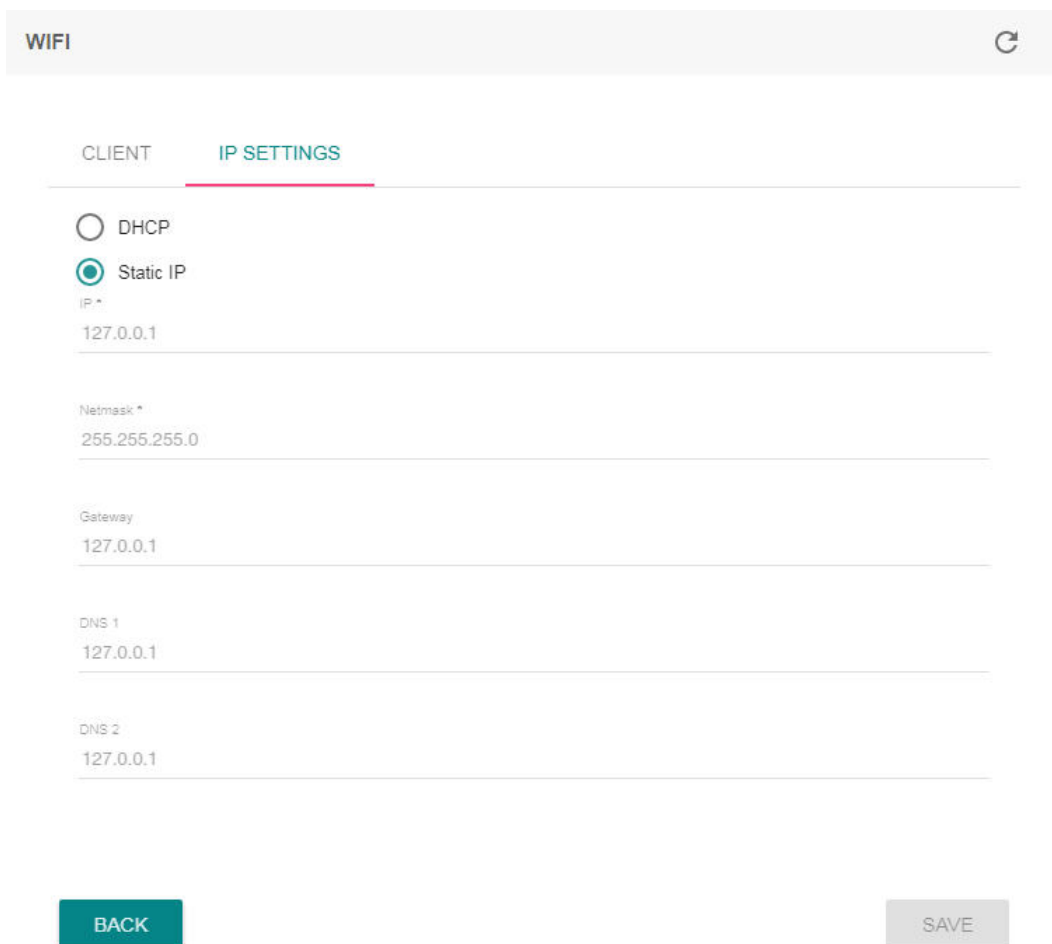 WIFI
CLIENT IP SETTINGS
DHCP
Static IP
IP *
127.0.0.1
Netmask *
255.255.255.0
Gateway
127.0.0.1
DNS 1
127.0.0.1
DNS 2
127.0.0.1
BACK SAVE